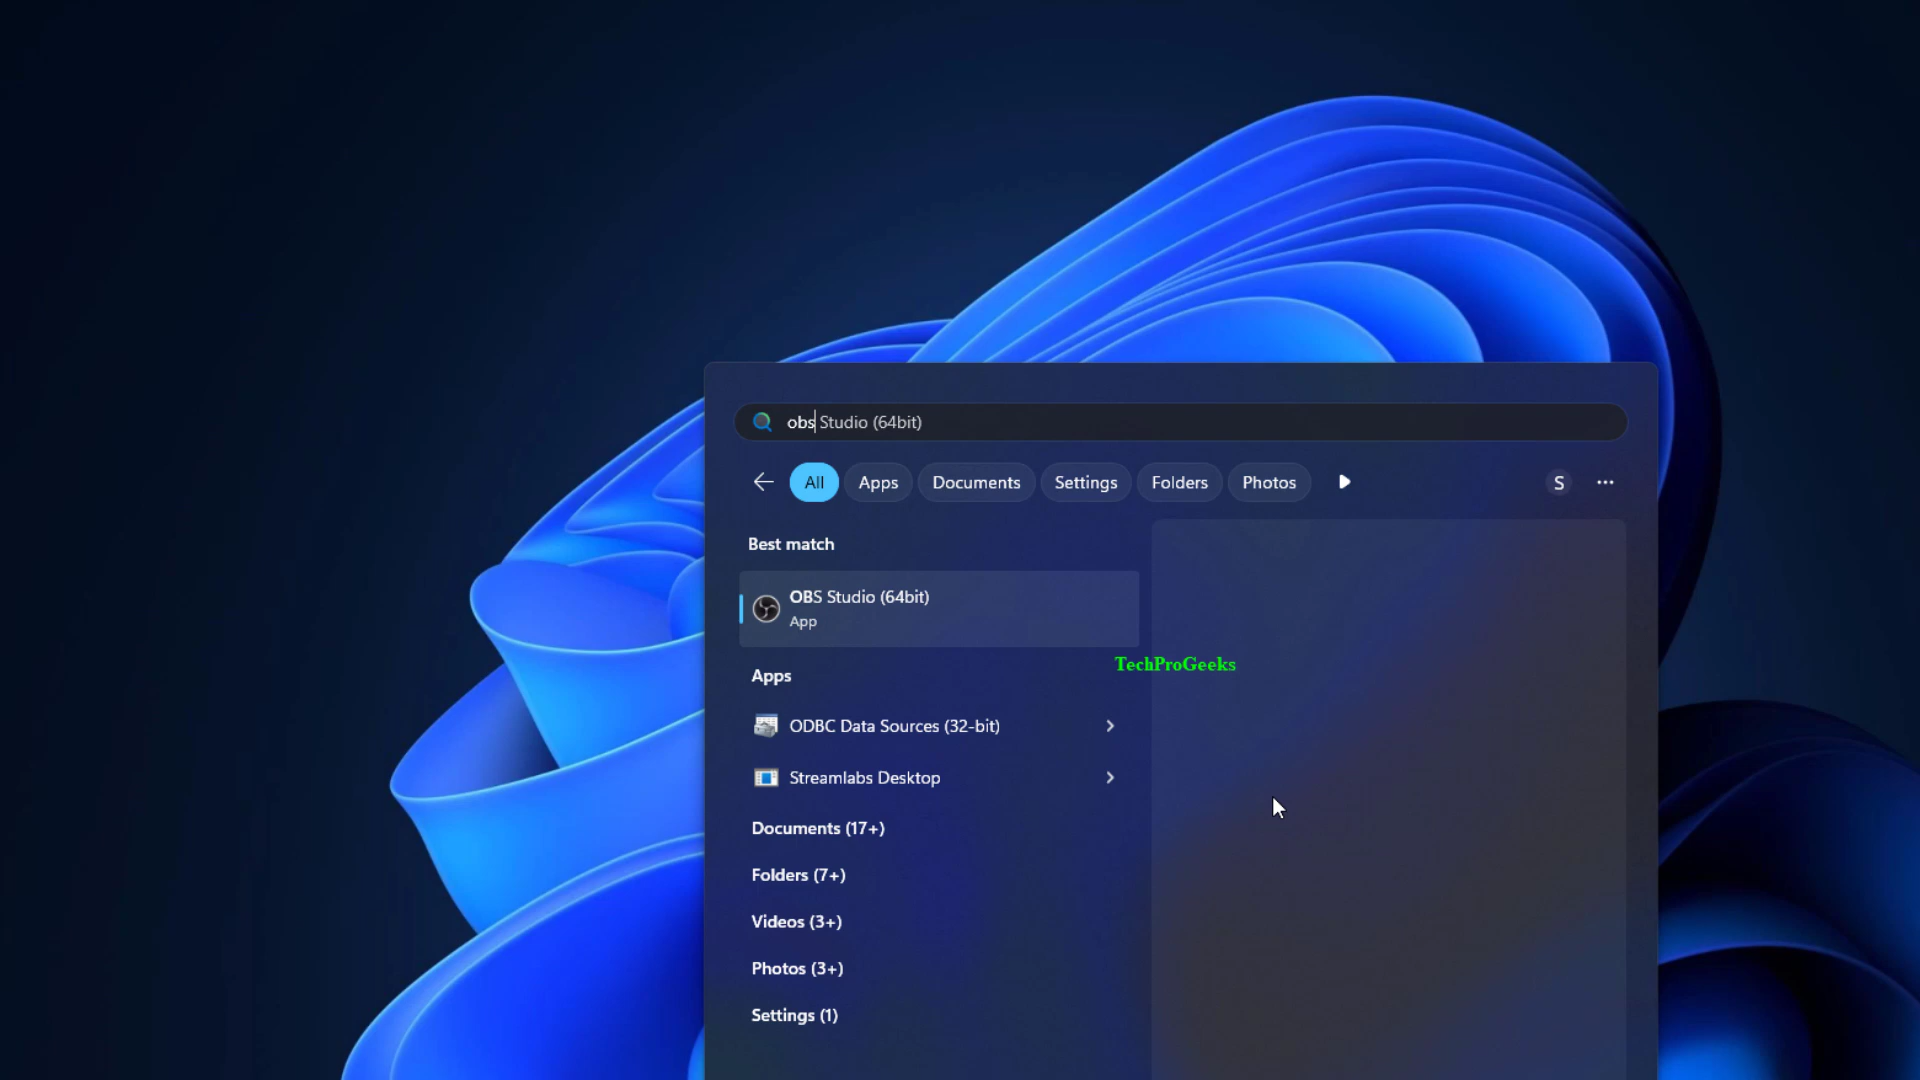 obs Studio (64bit)
All Apps Documents Settings Folders Photos S ...
Best match
OBS Studio (64bit)
App
TechProGeeks
Apps
ODBC Data Sources (32-bit)
Streamlabs Desktop
Documents (17+)
Folders (7+)
Videos (3+)
Photos (3+)
Settings (1)